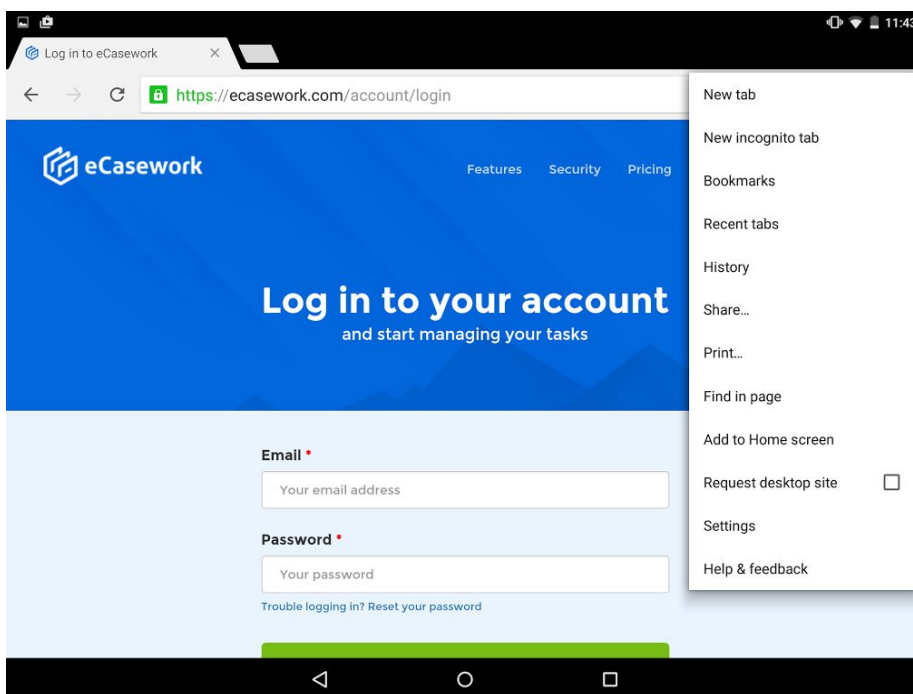 11:43
Log in to eCasework
https://ecasework.com/account/login
eCasework
Features Security Pricing
Log in to your account
and start managing your tasks
Email *
Your email address
Password *
Your password
Trouble logging in? Reset your password
New tab
New incognito tab
Bookmarks
Recent tabs
History
Share…
Print…
Find in page
Add to Home screen
Request desktop site
Settings
Help & feedback